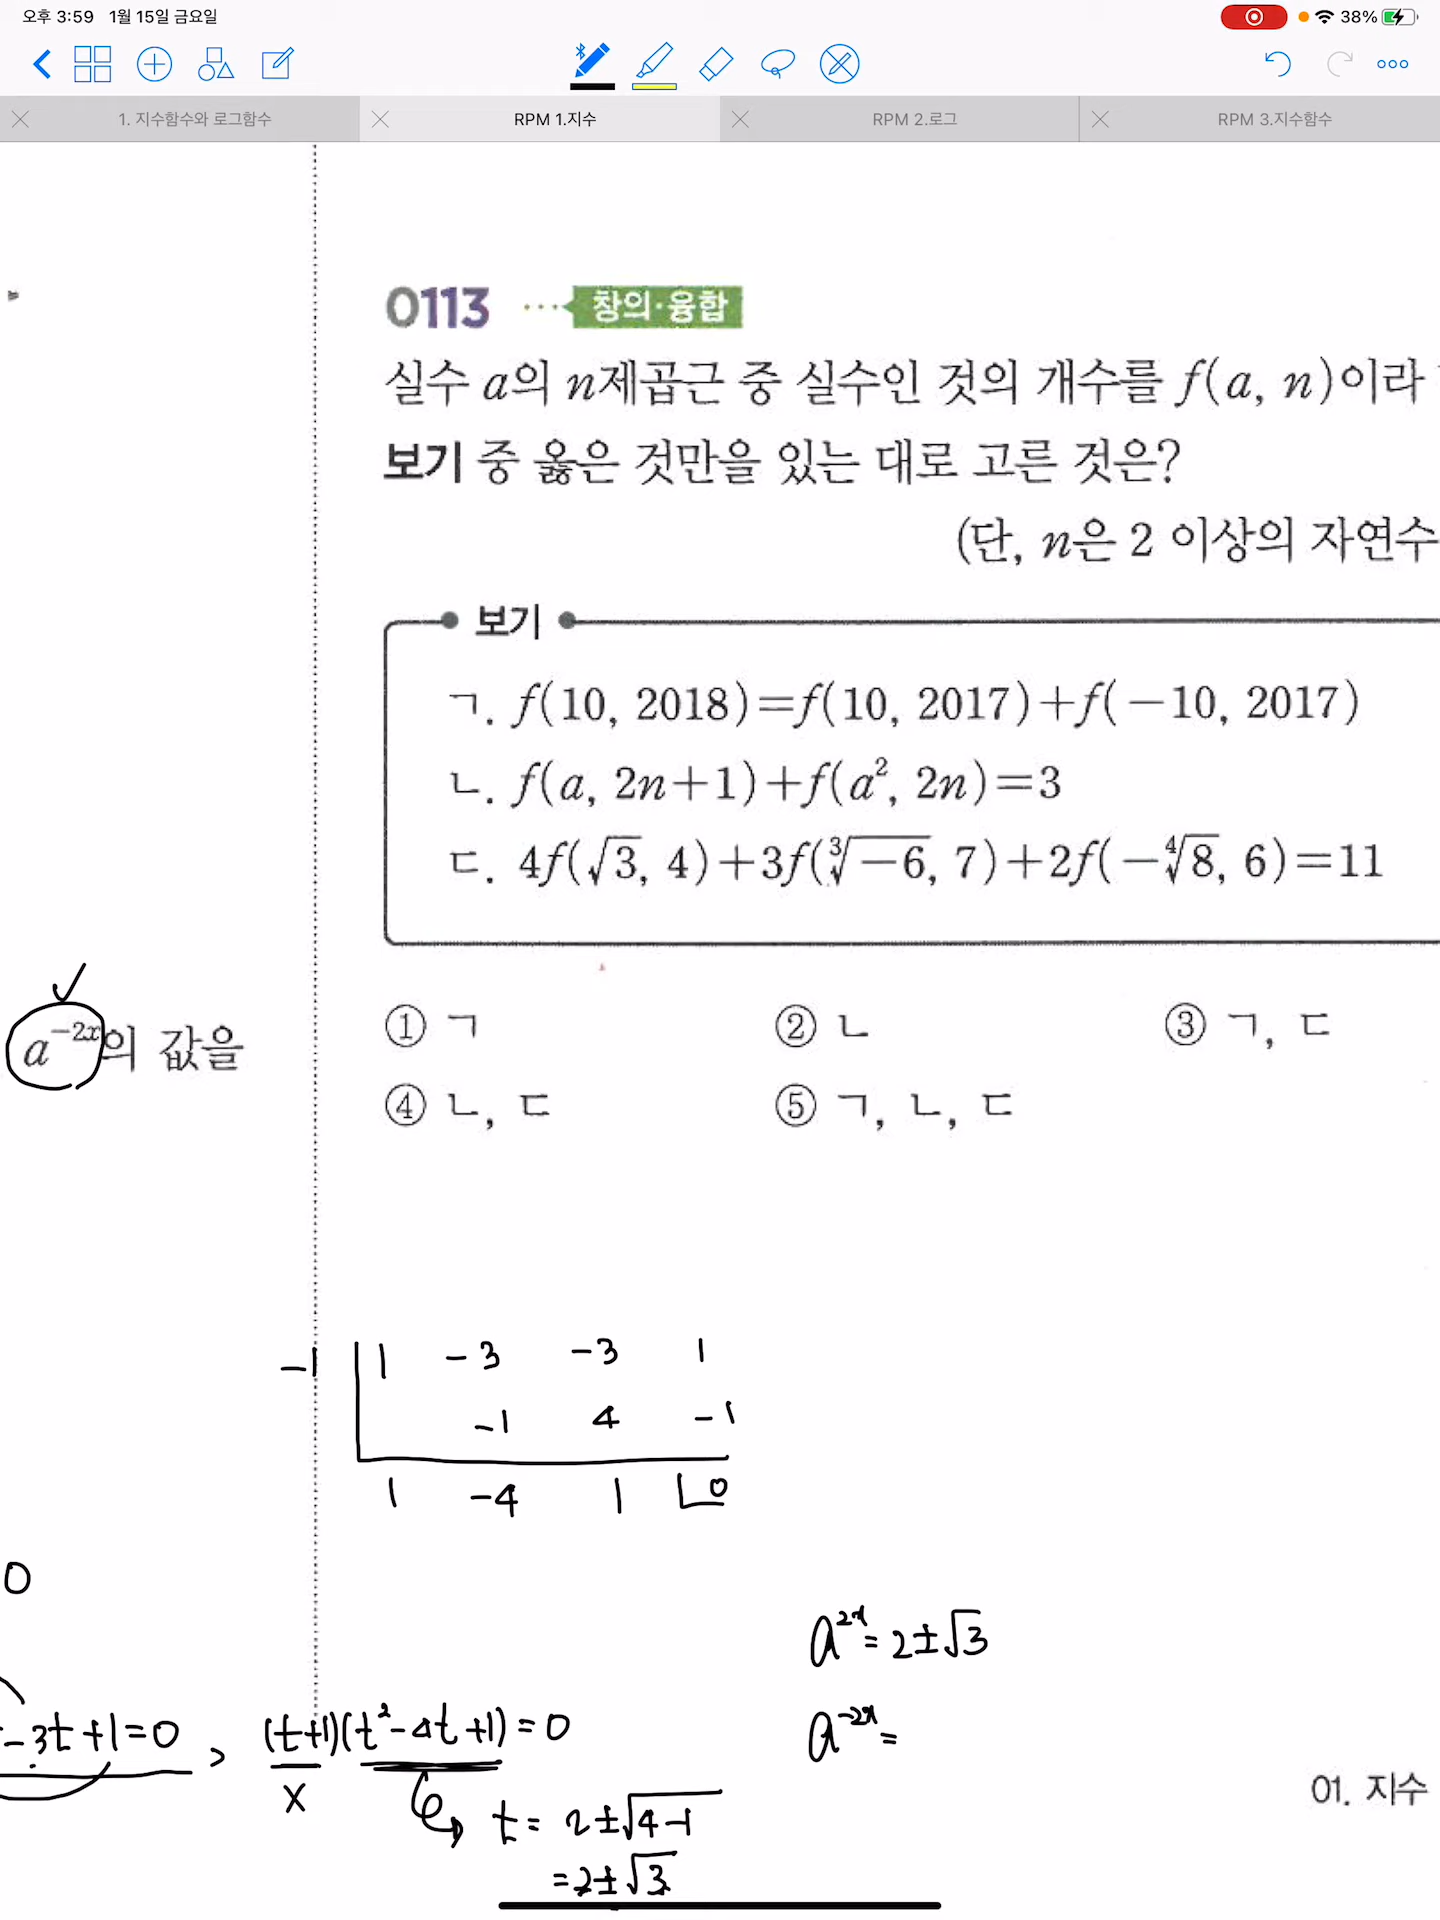 오후 3:59 1월 15일 금요일
38%
1. 지수함수와 로그함수
RPM 1.지수
RPM 2.로그
RPM 3.지수함수
0113 창의·융합
실수 a의 n제곱근 중 실수인 것의 개수를 f(a, n)이라
보기 중 옳은 것만을 있는 대로 고른 것은?
(단, n은 2 이상의 자연수
보기
ㄱ. f(10, 2018)=f(10, 2017)+f(-10, 2017)
ㄴ. f(a, 2n+1)+f(a², 2n)=3
ㄷ. 4f(√3, 4)+3f(∛-6, 7)+2f(-∜8, 6)=11
① ㄱ ② ㄴ ③ ㄱ, ㄷ
④ ㄴ, ㄷ ⑤ ㄱ, ㄴ, ㄷ
a⁻²ˣ의 값을
-1 1 -3 -3 1
-1 4 -1
1 -4 1 0
0
a²ˣ = 2±√3
-3t+1=0 > (t+1)(t²-4t+1)=0
x
a⁻²ˣ =
t = 2±√4-1
= 2±√3
01. 지수